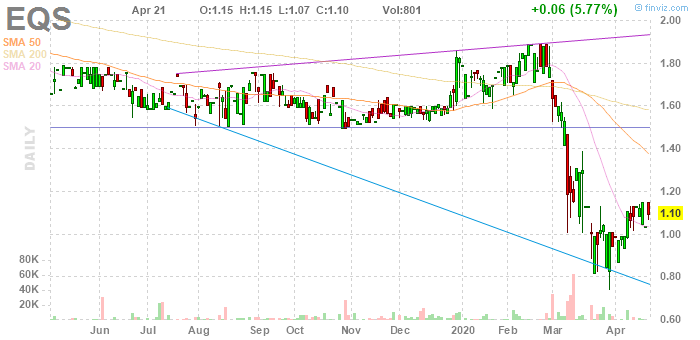 © finviz.com
EQS Apr 21 O:1.15 H:1.15 L:1.07 C:1.10 Vol:801 +0.06 (5.77%)
SMA 50
SMA 200
SMA 20
DAILY
2.00
1.80
1.60
1.40
1.20
1.10
1.00
0.80
0.60
80K
60K
40K
20K
Jun Jul Aug Sep Oct Nov Dec 2020 Feb Mar Apr